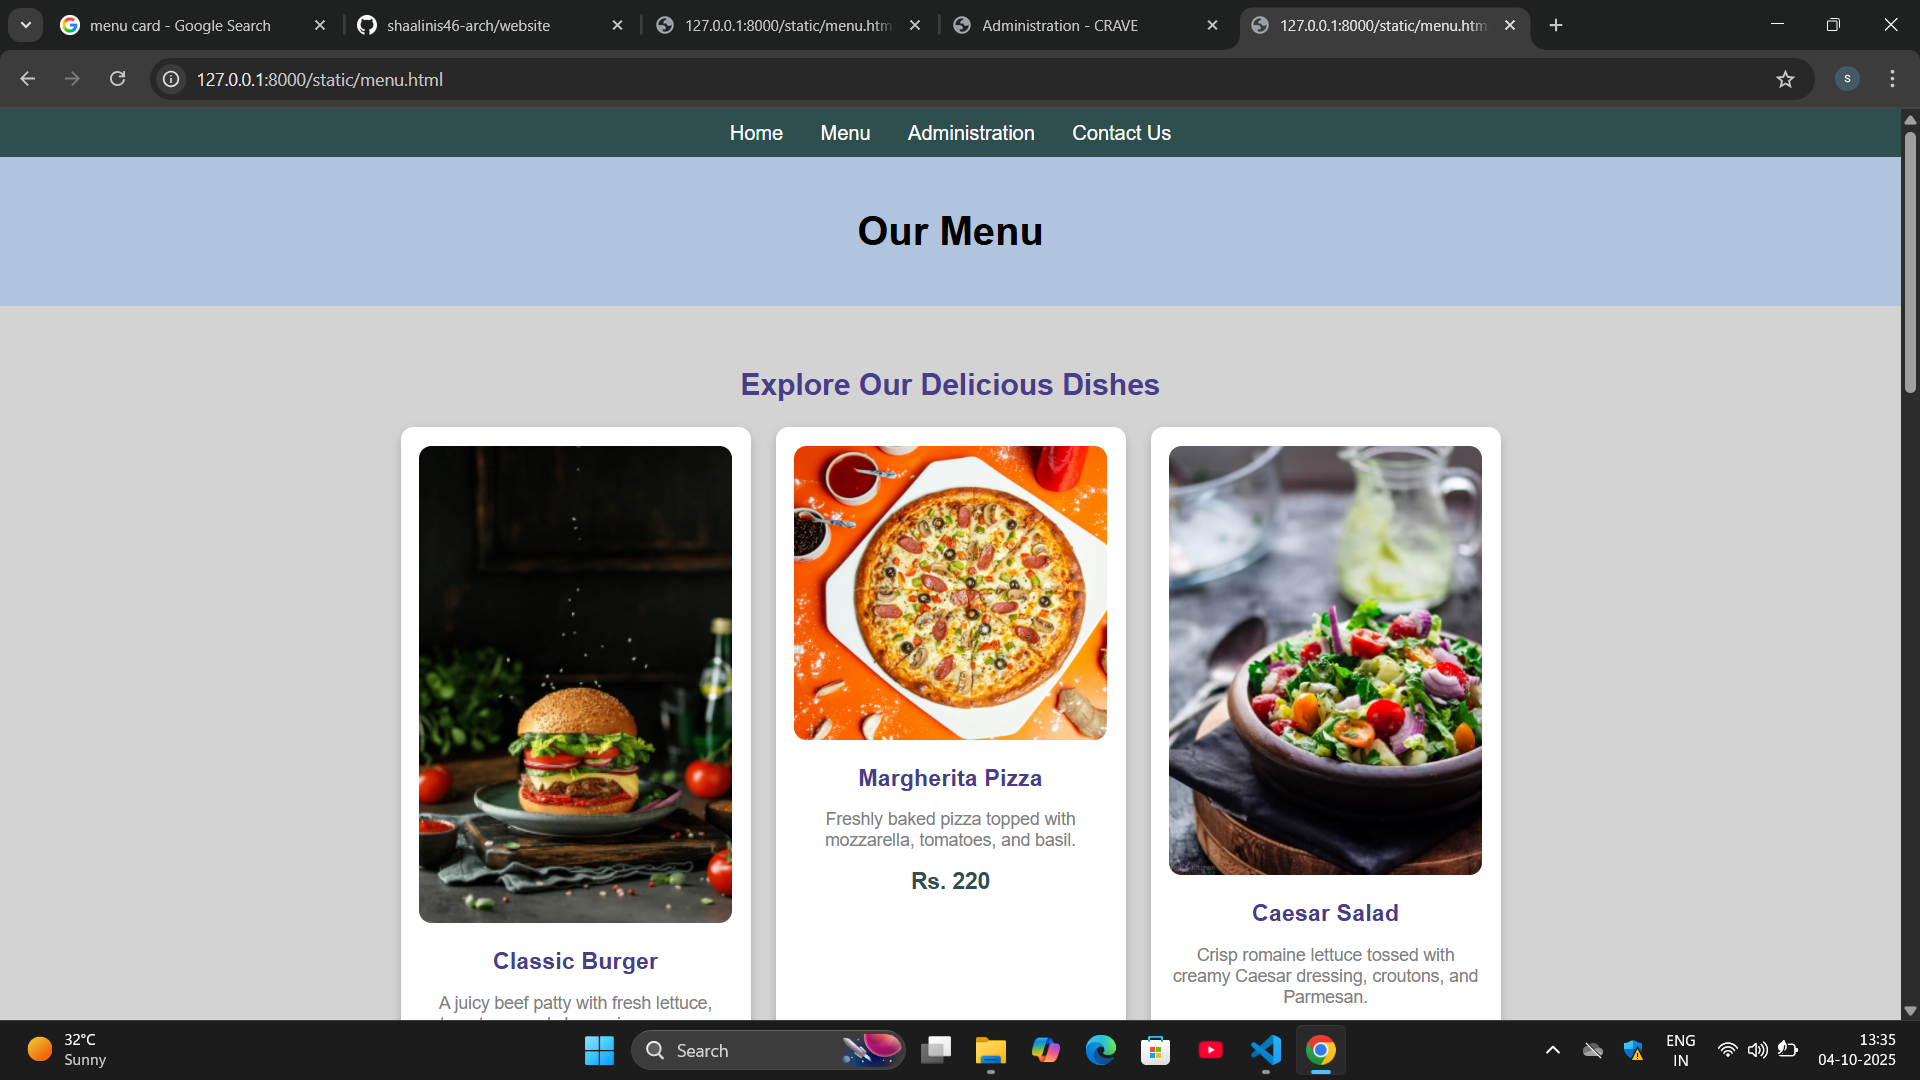 menu card - Google Search
shaalinis46-arch/website
127.0.0.1:8000/static/menu.htm
Administration - CRAVE
127.0.0.1:8000/static/menu.htm
127.0.0.1:8000/static/menu.html
S
Home Menu Administration Contact Us
Our Menu
Explore Our Delicious Dishes
Margherita Pizza
Freshly baked pizza topped with
mozzarella, tomatoes, and basil.
Rs. 220
Caesar Salad
Crisp romaine lettuce tossed with
creamy Caesar dressing, croutons, and
Parmesan.
Classic Burger
A juicy beef patty with fresh lettuce,
32°C
Sunny
Search
ENG
IN
13:35
04-10-2025